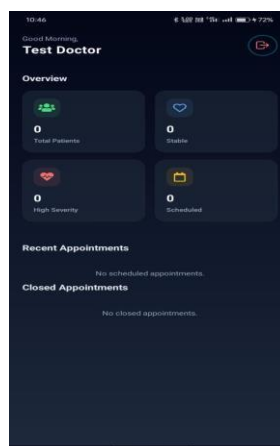 10:46
72%
Good Morning,
Test Doctor
Overview
0
Total Patients
0
Stable
0
High Severity
0
Scheduled
Recent Appointments
No scheduled appointments.
Closed Appointments
No closed appointments.